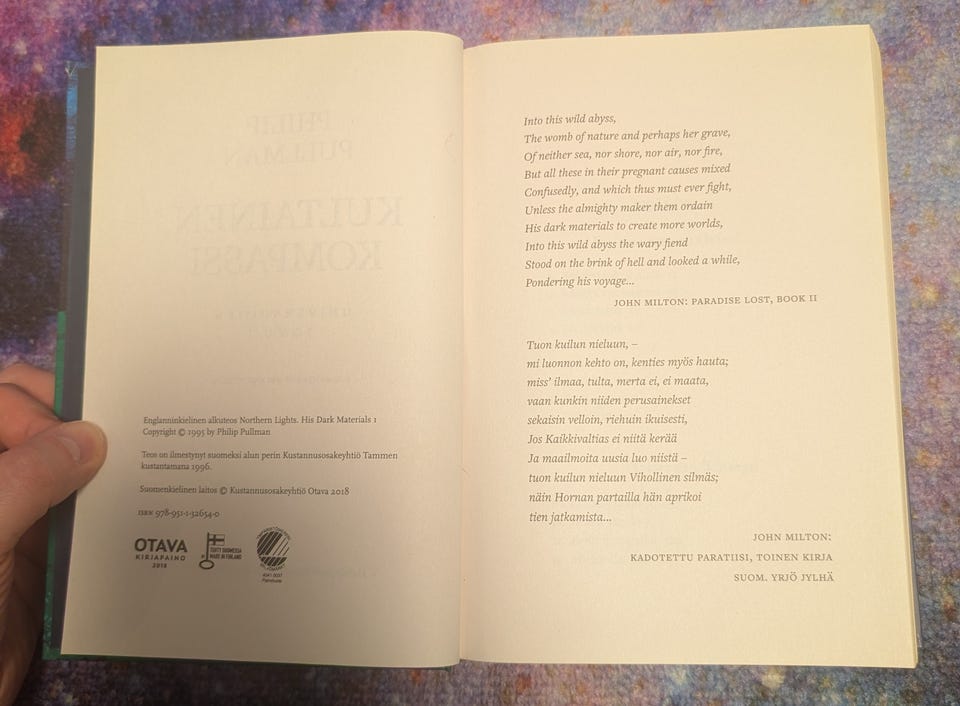 Englanninkielinen alkuteos Northern Lights. His Dark Materials 1
Copyright © 1995 by Philip Pullman
Teos on ilmestynyt suomeksi alun perin Kustannusosakeyhtiö Tammen
kustantamana 1996.
Suomenkielinen laitos © Kustannusosakeyhtiö Otava 2018
ISBN 978-951-1-32654-0
OTAVA
KIRJAPAINO
2018
TUOTE SUOMESSA
MADE IN FINLAND
4041 0037
Painotuote
Into this wild abyss,
The womb of nature and perhaps her grave,
Of neither sea, nor shore, nor air, nor fire,
But all these in their pregnant causes mixed
Confusedly, and which thus must ever fight,
Unless the almighty maker them ordain
His dark materials to create more worlds,
Into this wild abyss the wary fiend
Stood on the brink of hell and looked a while,
Pondering his voyage...
JOHN MILTON: PARADISE LOST, BOOK II
Tuon kuilun nieluun, –
mi luonnon kehto on, kenties myös hauta;
miss' ilmaa, tulta, merta ei, ei maata,
vaan kunkin niiden perusainekset
sekaisin velloin, riehuin ikuisesti,
Jos Kaikkivaltias ei niitä kerää
Ja maailmoita uusia luo niistä –
tuon kuilun nieluun Vihollinen silmäs;
näin Hornan partailla hän aprikoi
tien jatkamista...
JOHN MILTON:
KADOTETTU PARATIISI, TOINEN KIRJA
SUOM. YRJÖ JYLHÄ